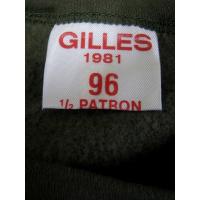 GILLES
1981
96
1/2 PATRON